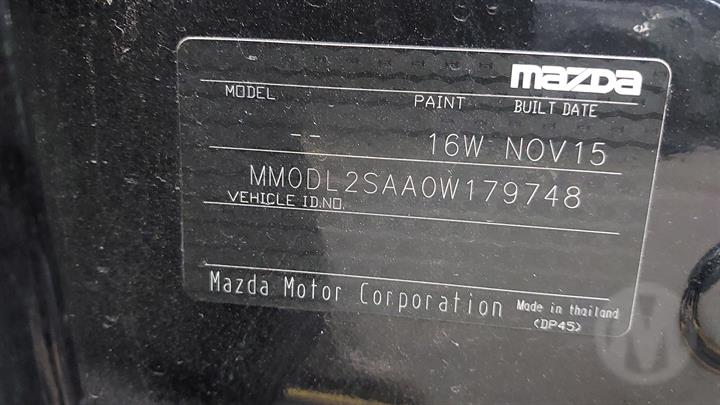 mazda
MODEL PAINT BUILT DATE
-- 16W NOV15
MM0DL2SAA0W179748
VEHICLE ID.NO.
Mazda Motor Corporation Made in thailand
(DP45)
M